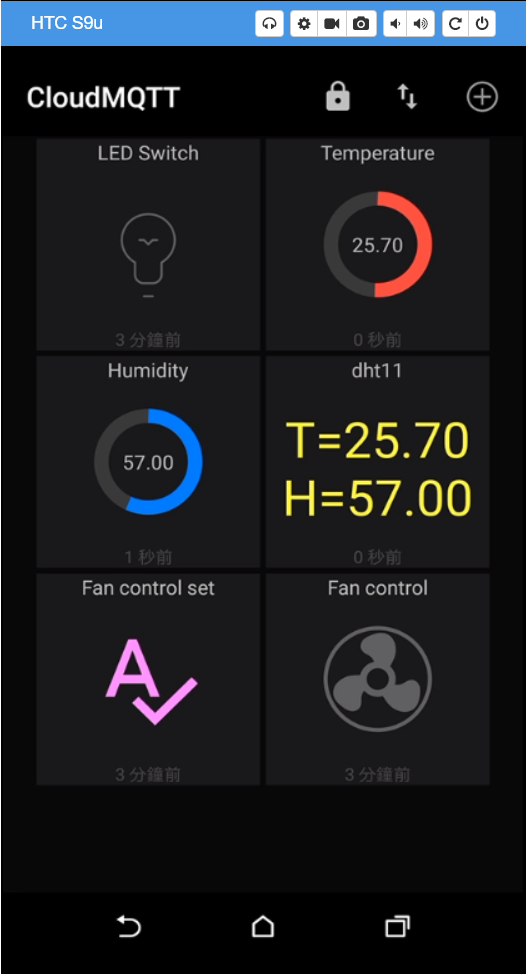 HTC S9u
CloudMQTT
LED Switch
3 分鐘前
Temperature
25.70
0 秒前
Humidity
57.00
1 秒前
dht11
T=25.70
H=57.00
0 秒前
Fan control set
A
3 分鐘前
Fan control
3 分鐘前